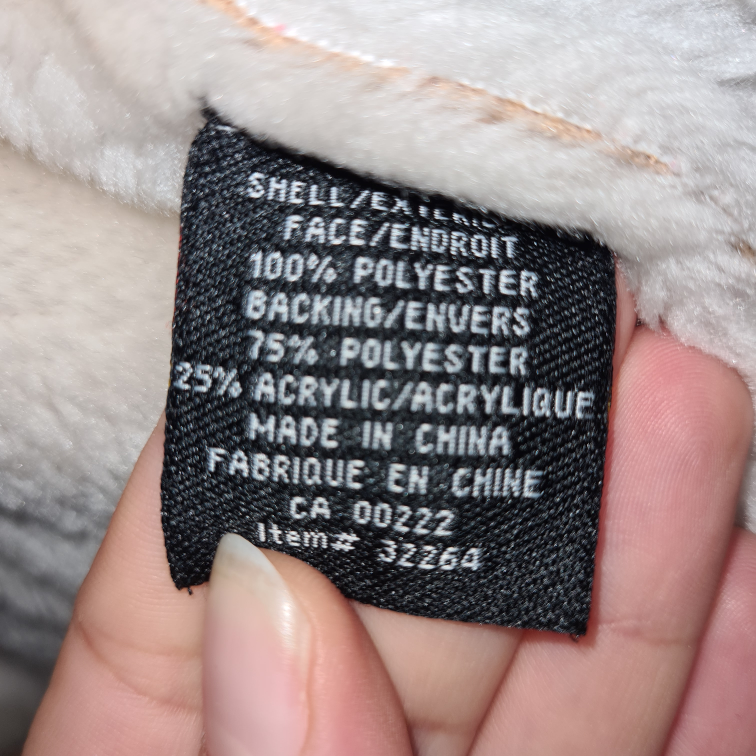 SHELL/EXTERIE
FACE/ENDROIT
100% POLYESTER
BACKING/ENVERS
75% POLYESTER
25% ACRYLIC/ACRYLIQUE
MADE IN CHINA
FABRIQUE EN CHINE
CA 00222
Item# 32264